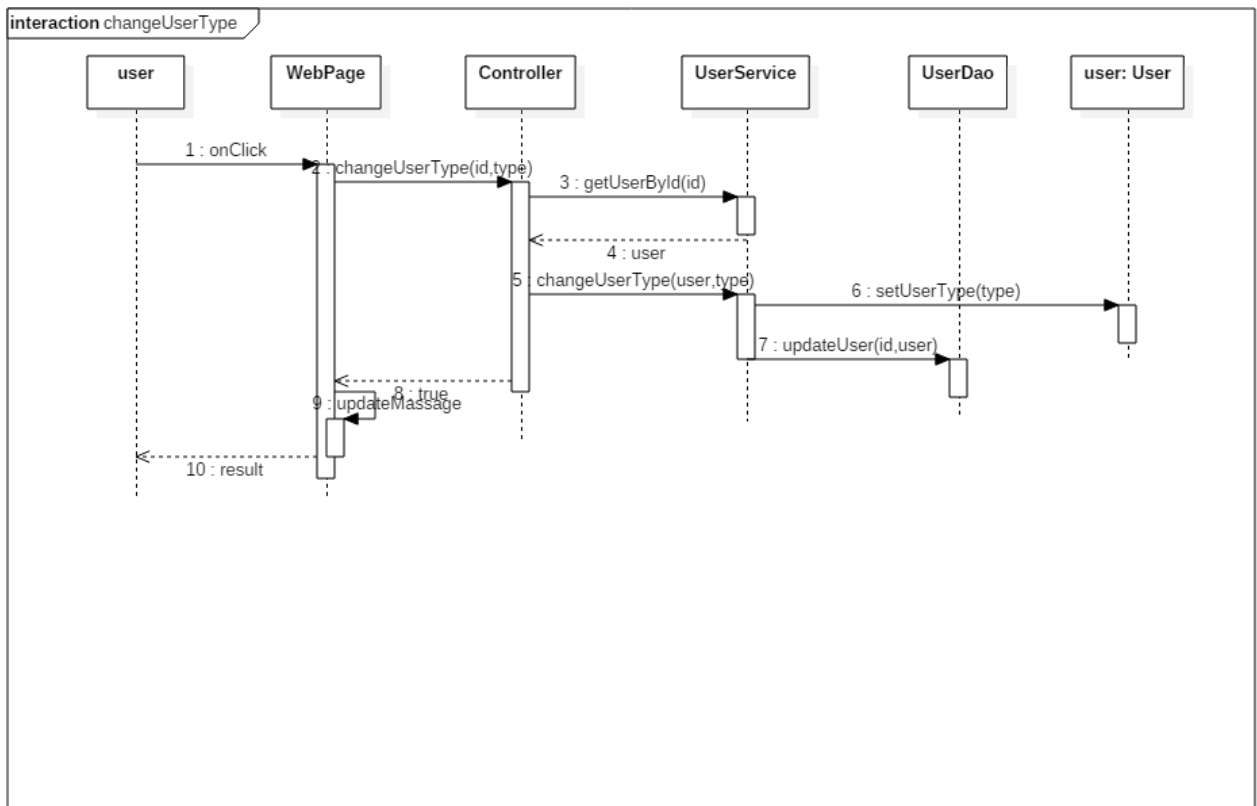 interaction changeUserType
user
WebPage
Controller
UserService
UserDao
user: User
1 : onClick
2 : changeUserType(id,type)
3 : getUserById(id)
4 : user
5 : changeUserType(user,type)
6 : setUserType(type)
7 : updateUser(id,user)
8 : true
9 : updateMassage
10 : result